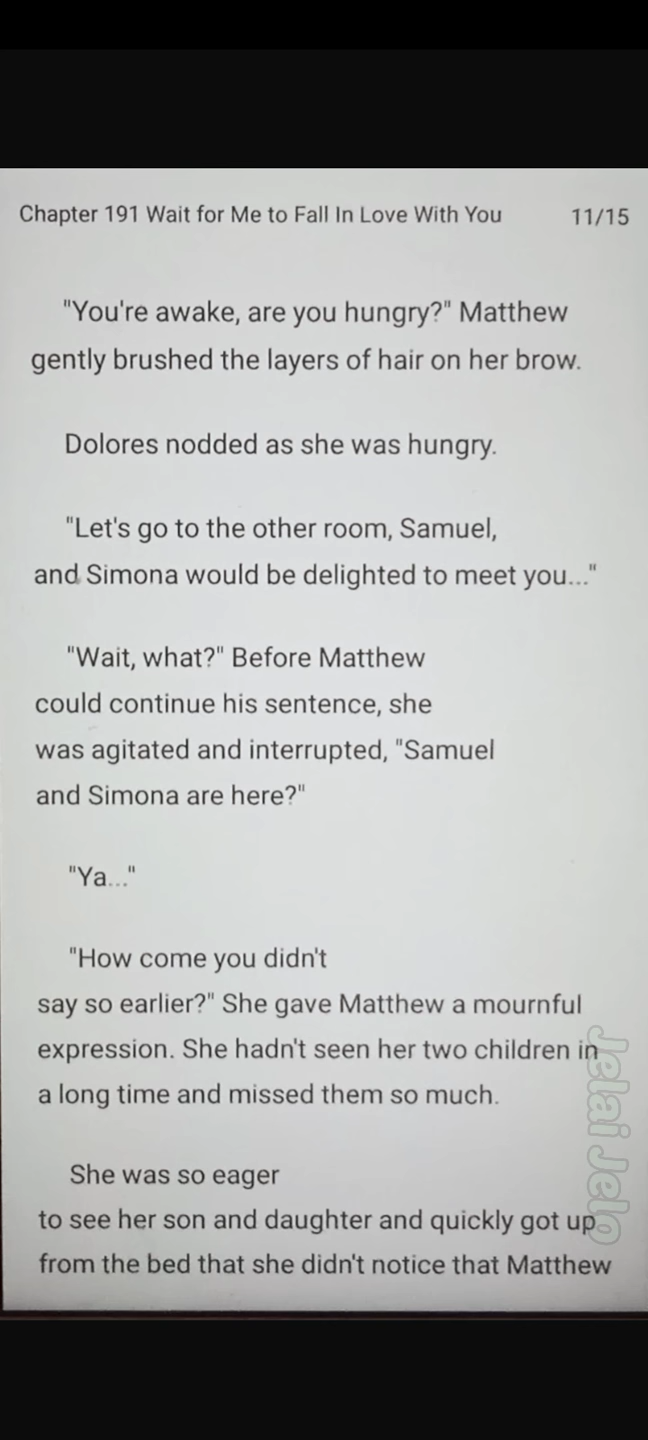 Chapter 191 Wait for Me to Fall In Love With You 11/15
"You're awake, are you hungry?" Matthew
gently brushed the layers of hair on her brow.
Dolores nodded as she was hungry.
"Let's go to the other room, Samuel,
and Simona would be delighted to meet you..."
"Wait, what?" Before Matthew
could continue his sentence, she
was agitated and interrupted, "Samuel
and Simona are here?"
"Ya..."
"How come you didn't
say so earlier?" She gave Matthew a mournful
expression. She hadn't seen her two children in
a long time and missed them so much.
She was so eager
to see her son and daughter and quickly got up
from the bed that she didn't notice that Matthew
Jelai Jelo